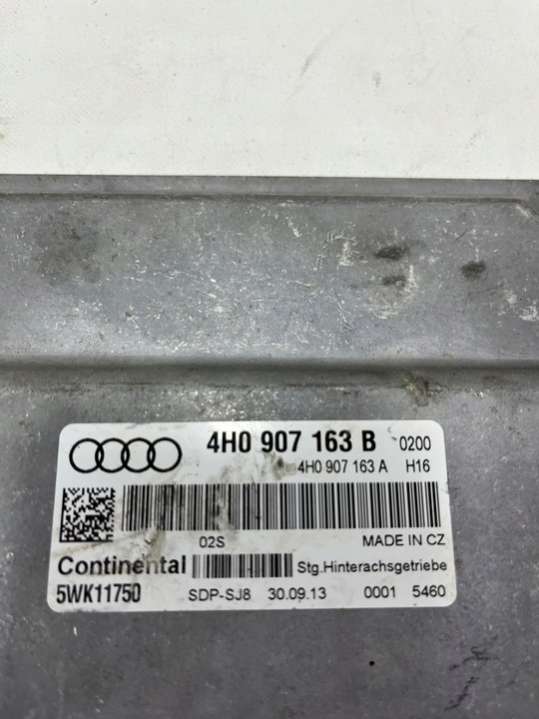 4H0 907 163 B 0200
4H0 907 163 A H16
02S MADE IN CZ
Continental Stg.Hinterachsgetriebe
5WK11750 SDP-SJ8 30.09.13 0001 5460